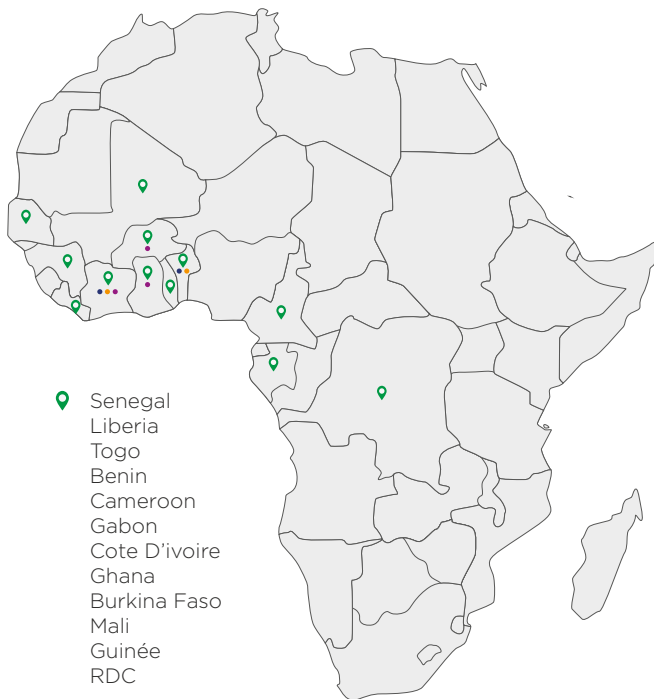 Senegal
Liberia
Togo
Benin
Cameroon
Gabon
Cote D'ivoire
Ghana
Burkina Faso
Mali
Guinée
RDC